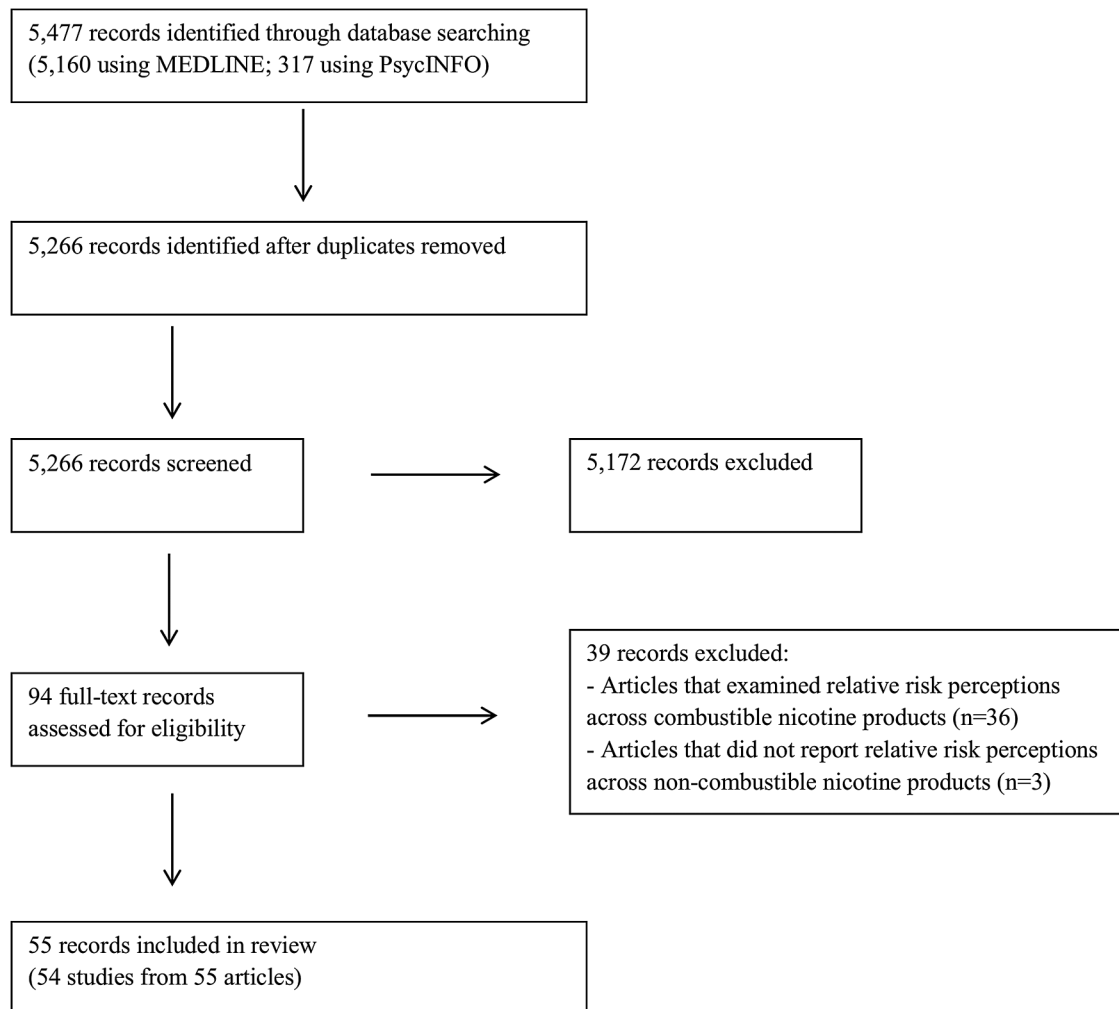 5,477 records identified through database searching
(5,160 using MEDLINE; 317 using PsycINFO)
5,266 records identified after duplicates removed
5,266 records screened
5,172 records excluded
94 full-text records
assessed for eligibility
39 records excluded:
- Articles that examined relative risk perceptions
across combustible nicotine products (n=36)
- Articles that did not report relative risk perceptions
across non-combustible nicotine products (n=3)
55 records included in review
(54 studies from 55 articles)